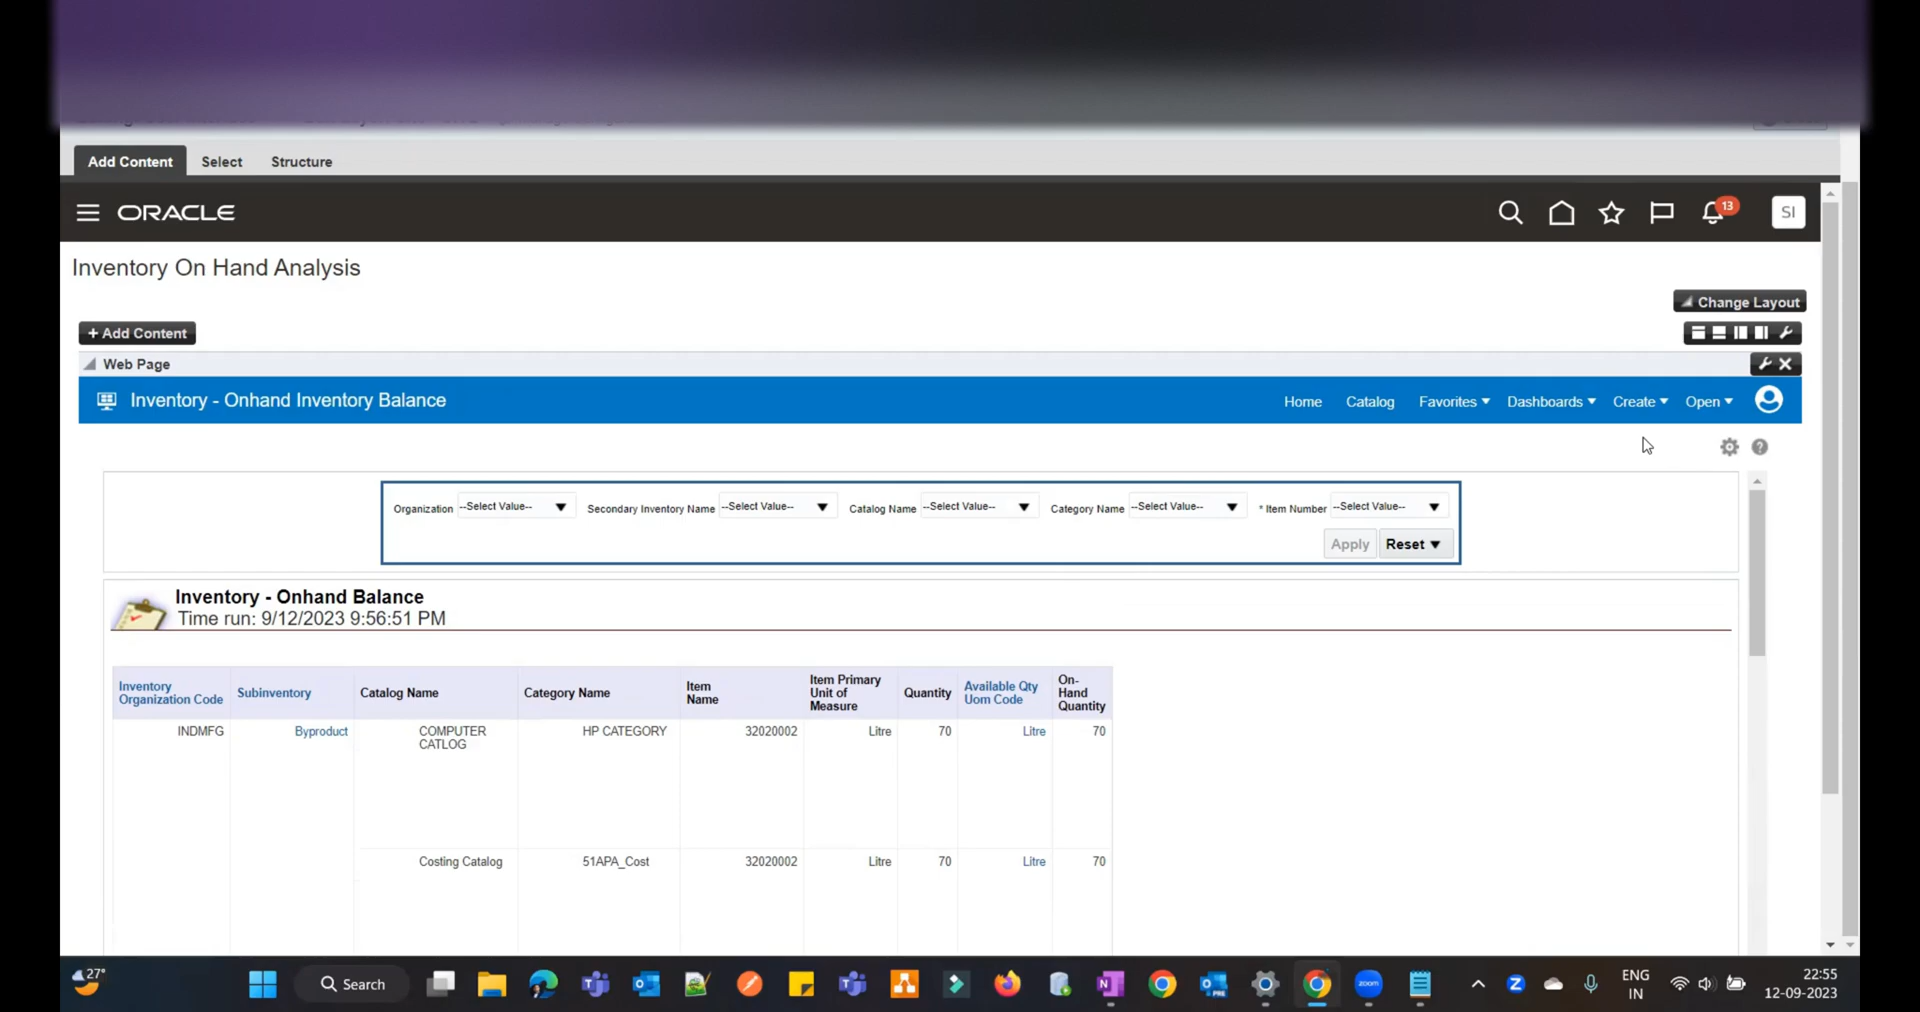 Add Content Select Structure
ORACLE 13 SI
Inventory On Hand Analysis
Change Layout
+ Add Content
Web Page
Inventory - Onhand Inventory Balance Home Catalog Favorites Dashboards Create Open
Organization --Select Value-- Secondary Inventory Name --Select Value-- Catalog Name --Select Value-- Category Name --Select Value-- * Item Number --Select Value--
Apply Reset
Inventory - Onhand Balance
Time run: 9/12/2023 9:56:51 PM
Inventory Organization Code Subinventory Catalog Name Category Name Item Name Item Primary Unit of Measure Quantity Available Qty Uom Code On-Hand Quantity
INDMFG Byproduct COMPUTER CATLOG HP CATEGORY 32020002 Litre 70 Litre 70
Costing Catalog 51APA_Cost 32020002 Litre 70 Litre 70
27° Search zoom ENG IN 22:55
12-09-2023